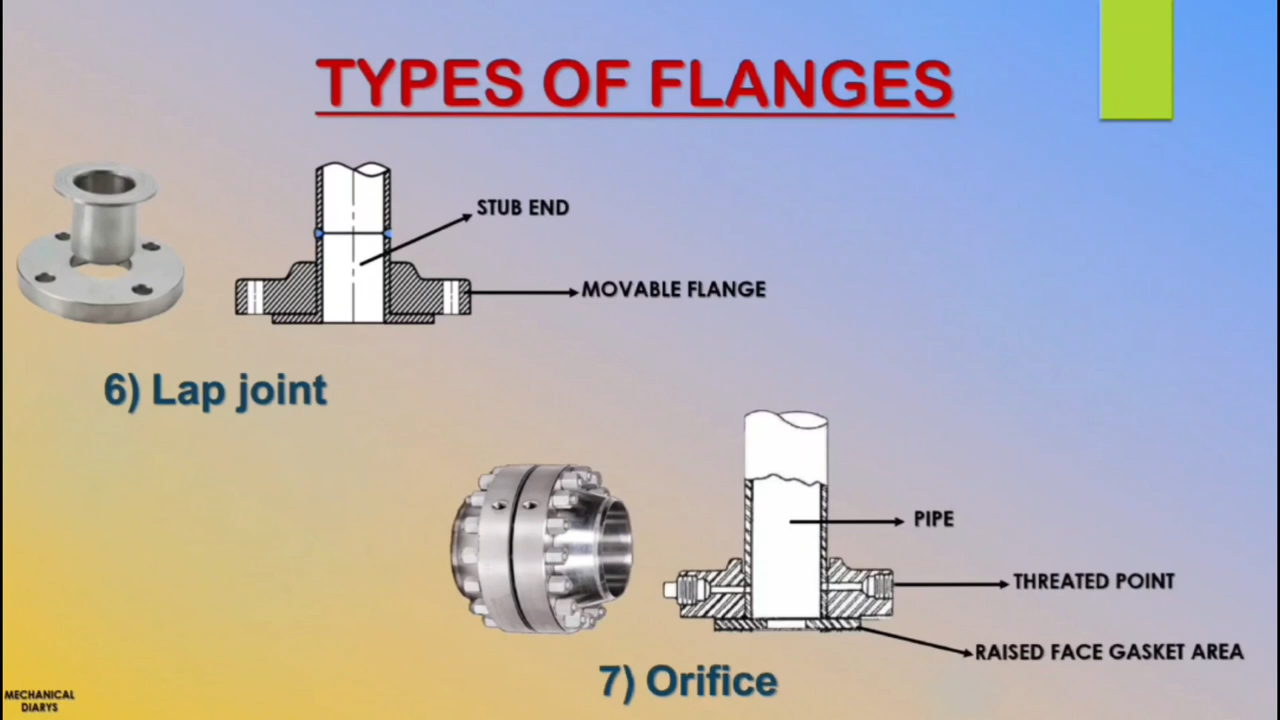 TYPES OF FLANGES
STUB END
MOVABLE FLANGE
6) Lap joint
PIPE
THREATED POINT
RAISED FACE GASKET AREA
7) Orifice
MECHANICAL
DIARYS